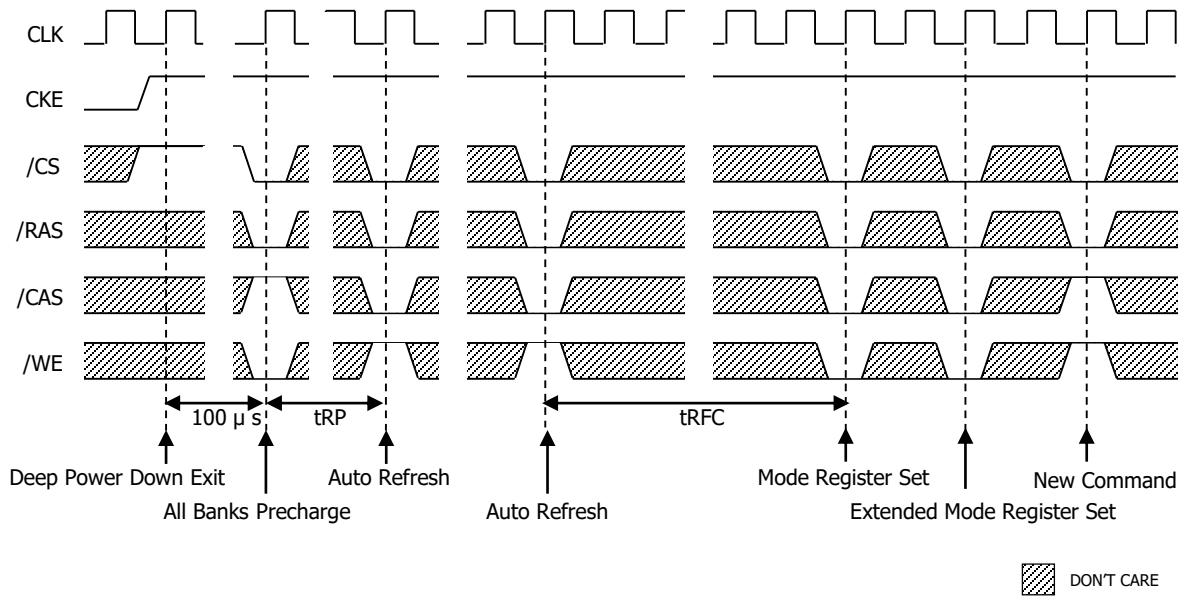 CLK
CKE
/CS
/RAS
/CAS
/WE
100 μ s
tRP
tRFC
Deep Power Down Exit
Auto Refresh
Mode Register Set
New Command
All Banks Precharge
Auto Refresh
Extended Mode Register Set
DON'T CARE